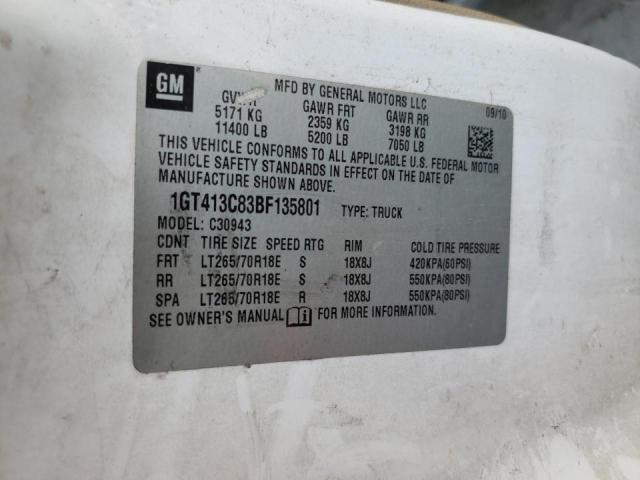 GM
MFD BY GENERAL MOTORS LLC
GVWR GAWR FRT GAWR RR 09/10
5171 KG 2359 KG 3198 KG
11400 LB 5200 LB 7050 LB
THIS VEHICLE CONFORMS TO ALL APPLICABLE U.S. FEDERAL MOTOR
VEHICLE SAFETY STANDARDS IN EFFECT ON THE DATE OF
MANUFACTURE SHOWN ABOVE.
1GT413C83BF135801 TYPE: TRUCK
MODEL: C30943
CDNT TIRE SIZE SPEED RTG RIM COLD TIRE PRESSURE
FRT LT265/70R18E S 18X8J 420KPA(60PSI)
RR LT265/70R18E S 18X8J 550KPA(80PSI)
SPA LT265/70R18E R 18X8J 550KPA(80PSI)
SEE OWNER'S MANUAL FOR MORE INFORMATION.